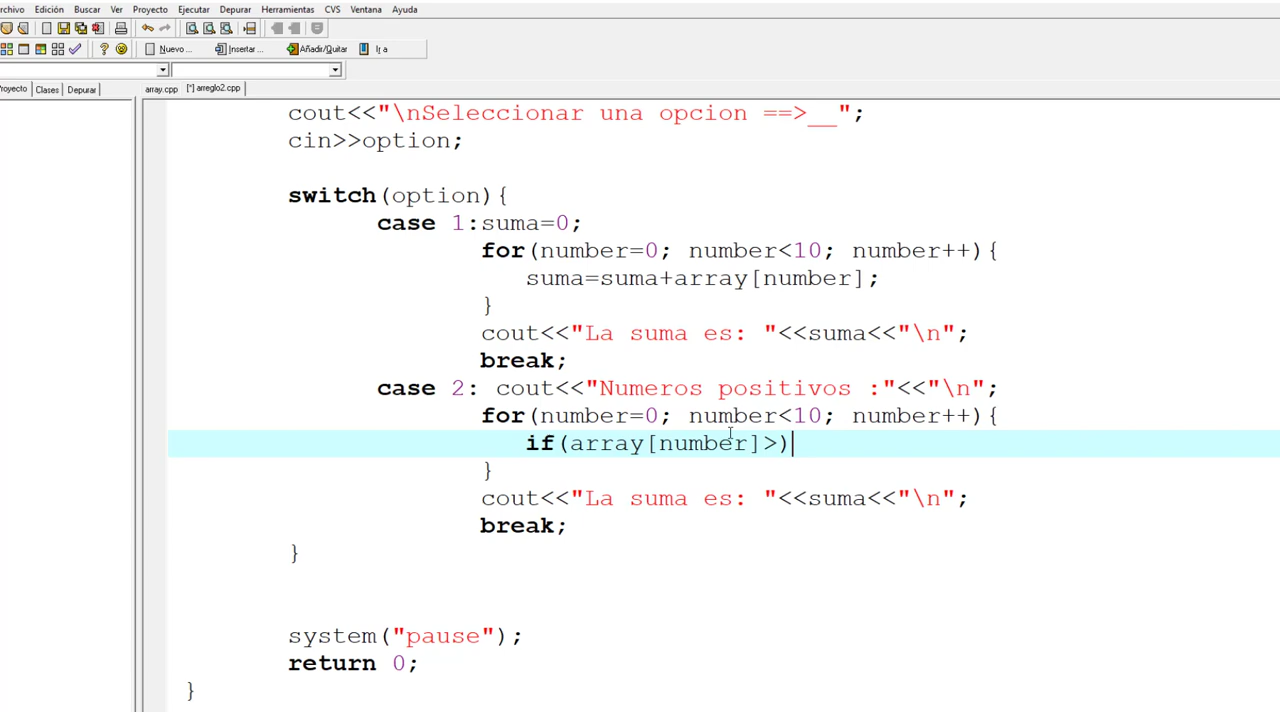 rchivo Edición Buscar Ver Proyecto Ejecutar Depurar Herramientas CVS Ventana Ayuda
Nuevo ... Insertar ... Añadir/Quitar Ir a
royecto Clases Depurar array.cpp [*] arreglo2.cpp
cout<<"\nSeleccionar una opcion ==>__";
cin>>option;
switch(option){
case 1:suma=0;
for(number=0; number<10; number++){
suma=suma+array[number];
}
cout<<"La suma es: "<<suma<<"\n";
break;
case 2: cout<<"Numeros positivos :"<<"\n";
for(number=0; number<10; number++){
if(array[number]>)
}
cout<<"La suma es: "<<suma<<"\n";
break;
}
system("pause");
return 0;
}